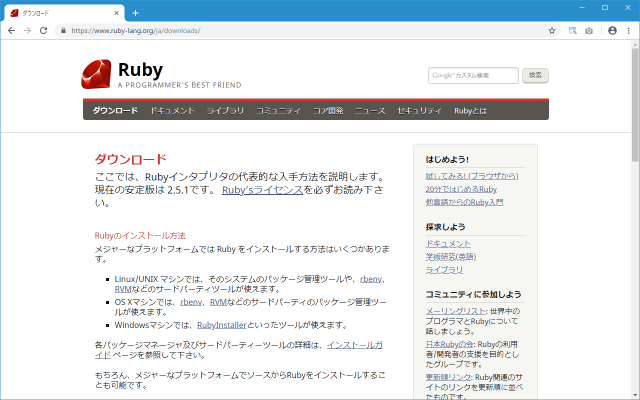 ダウンロード
https://www.ruby-lang.org/ja/downloads/
Ruby
A PROGRAMMER'S BEST FRIEND
Google カスタム検索
検索
ダウンロード ドキュメント ライブラリ コミュニティ コア開発 ニュース セキュリティ Rubyとは
ダウンロード
ここでは、Rubyインタプリタの代表的な入手方法を説明します。
現在の安定版は 2.5.1です。 Ruby'sライセンスを必ずお読み下さ
い。
Rubyのインストール方法
メジャーなプラットフォームでは Ruby をインストールする方法はいくつかありま
す。
Linux/UNIX マシンでは、そのシステムのパッケージ管理ツールや、rbenv、
RVMなどのサードパーティツールが使えます。
OS Xマシンでは、rbenv、RVMなどのサードパーティのパッケージ管理ツー
ルが使えます。
Windowsマシンでは、RubyInstallerといったツールが使えます。
各パッケージマネージャ及びサードパーティーツールの詳細は、インストールガ
イド ページを参照して下さい。
もちろん、メジャーなプラットフォームでソースからRubyをインストールするこ
とも可能です。
はじめよう!
試してみる! (ブラウザから)
20分ではじめるRuby
他言語からのRuby入門
探求しよう
ドキュメント
学術研究(英語)
ライブラリ
コミュニティに参加しよう
メーリングリスト: 世界中の
プログラマとRubyについて
話しましょう。
日本Rubyの会: Rubyの利用
者/開発者の支援を目的とし
たグループです。
更新順リンク: Ruby関連のサ
イトのリンクを更新順に並べ
たものです。